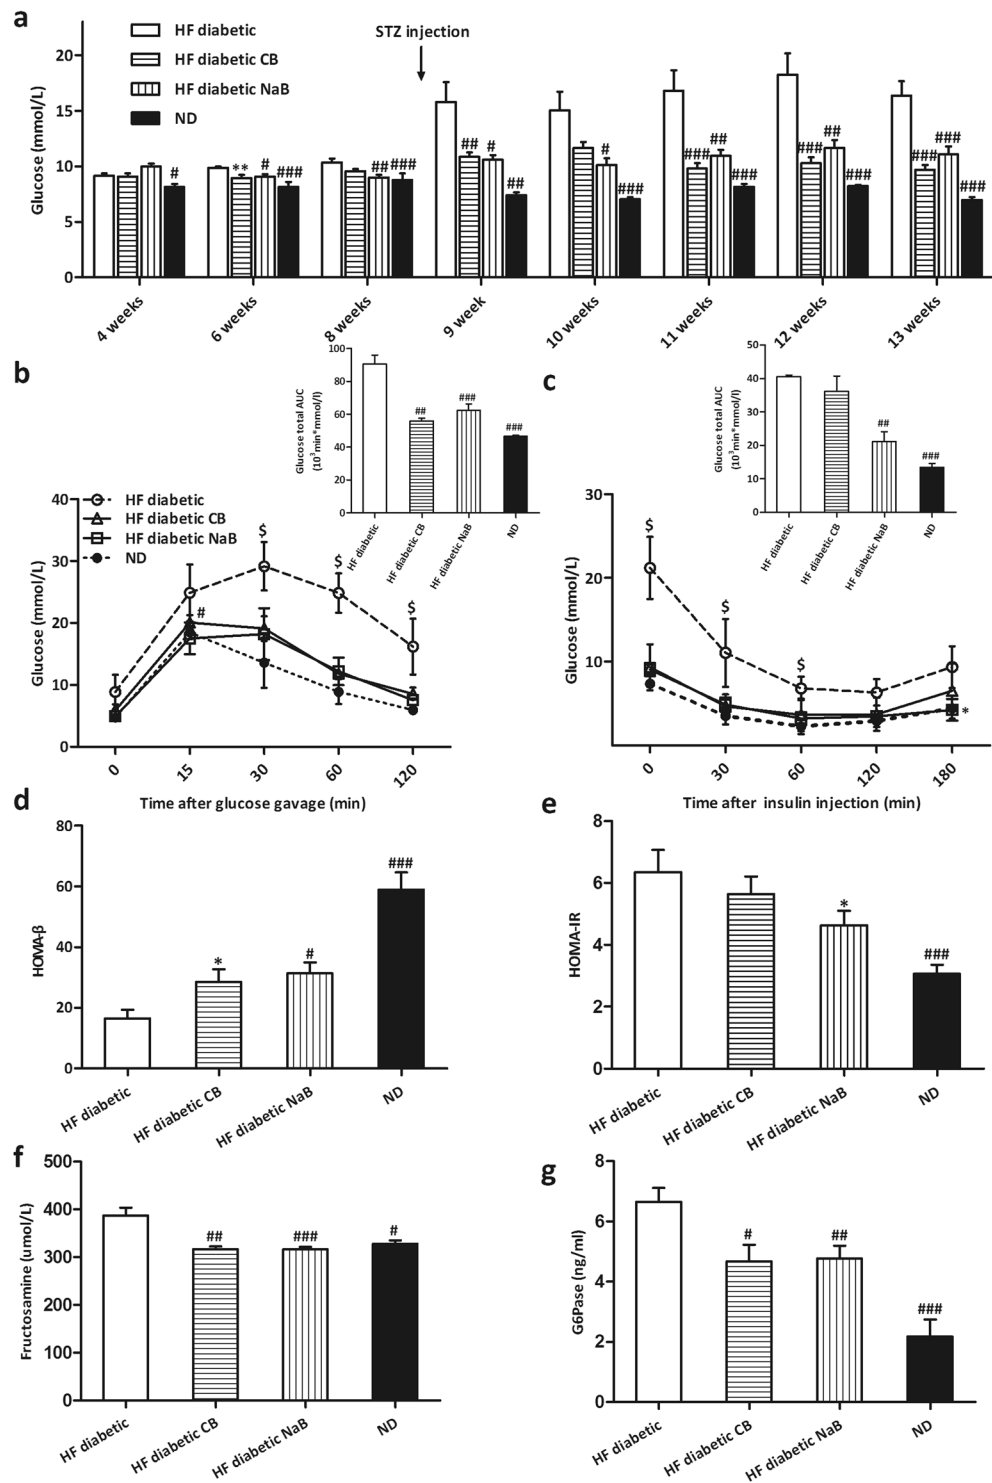 a
HF diabetic
HF diabetic CB
HF diabetic NaB
ND
STZ injection
Glucose (mmol/L)
20
15
10
5
0
#
** # ###
## ###
## # ##
# ###
### ## ###
### ## ###
### ### ###
4 weeks 6 weeks 8 weeks 9 week 10 weeks 11 weeks 12 weeks 13 weeks
b
Glucose total AUC
(10³min*mmol/l)
100
80
60
40
20
0
## ### ###
HF diabetic HF diabetic CB HF diabetic NaB ND
HF diabetic
HF diabetic CB
HF diabetic NaB
ND
Glucose (mmol/L)
40
30
20
10
0
# $ $ $
0 15 30 60 120
Time after glucose gavage (min)
c
Glucose total AUC
(10³min*mmol/l)
50
40
30
20
10
0
## ###
HF diabetic HF diabetic CB HF diabetic NaB ND
Glucose (mmol/L)
30
20
10
$ $ $ *
0 30 60 120 180
Time after insulin injection (min)
d
HOMA-β
80
60
40
20
0
* # ###
HF diabetic HF diabetic CB HF diabetic NaB ND
e
HOMA-IR
8
6
4
2
0
* ###
HF diabetic HF diabetic CB HF diabetic NaB ND
f
Fructosamine (umol/L)
500
400
300
200
100
0
## ### #
HF diabetic HF diabetic CB HF diabetic NaB ND
g
G6Pase (ng/ml)
8
6
4
2
0
# ## ###
HF diabetic HF diabetic CB HF diabetic NaB ND